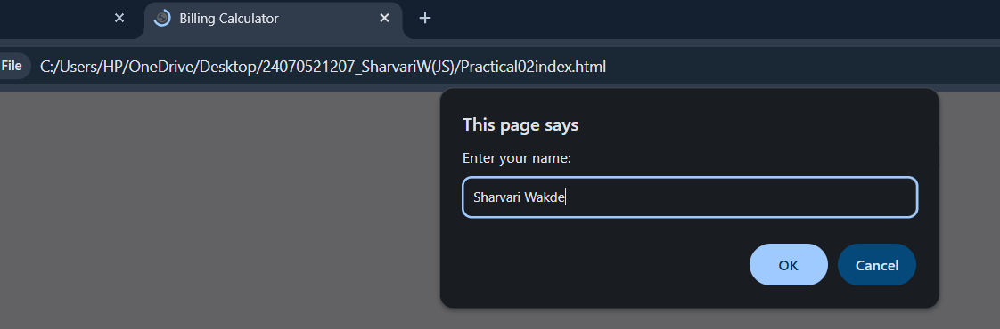 Billing Calculator
File C:/Users/HP/OneDrive/Desktop/24070521207_SharvariW(JS)/Practical02index.html
This page says
Enter your name:
Sharvari Wakde
OK Cancel